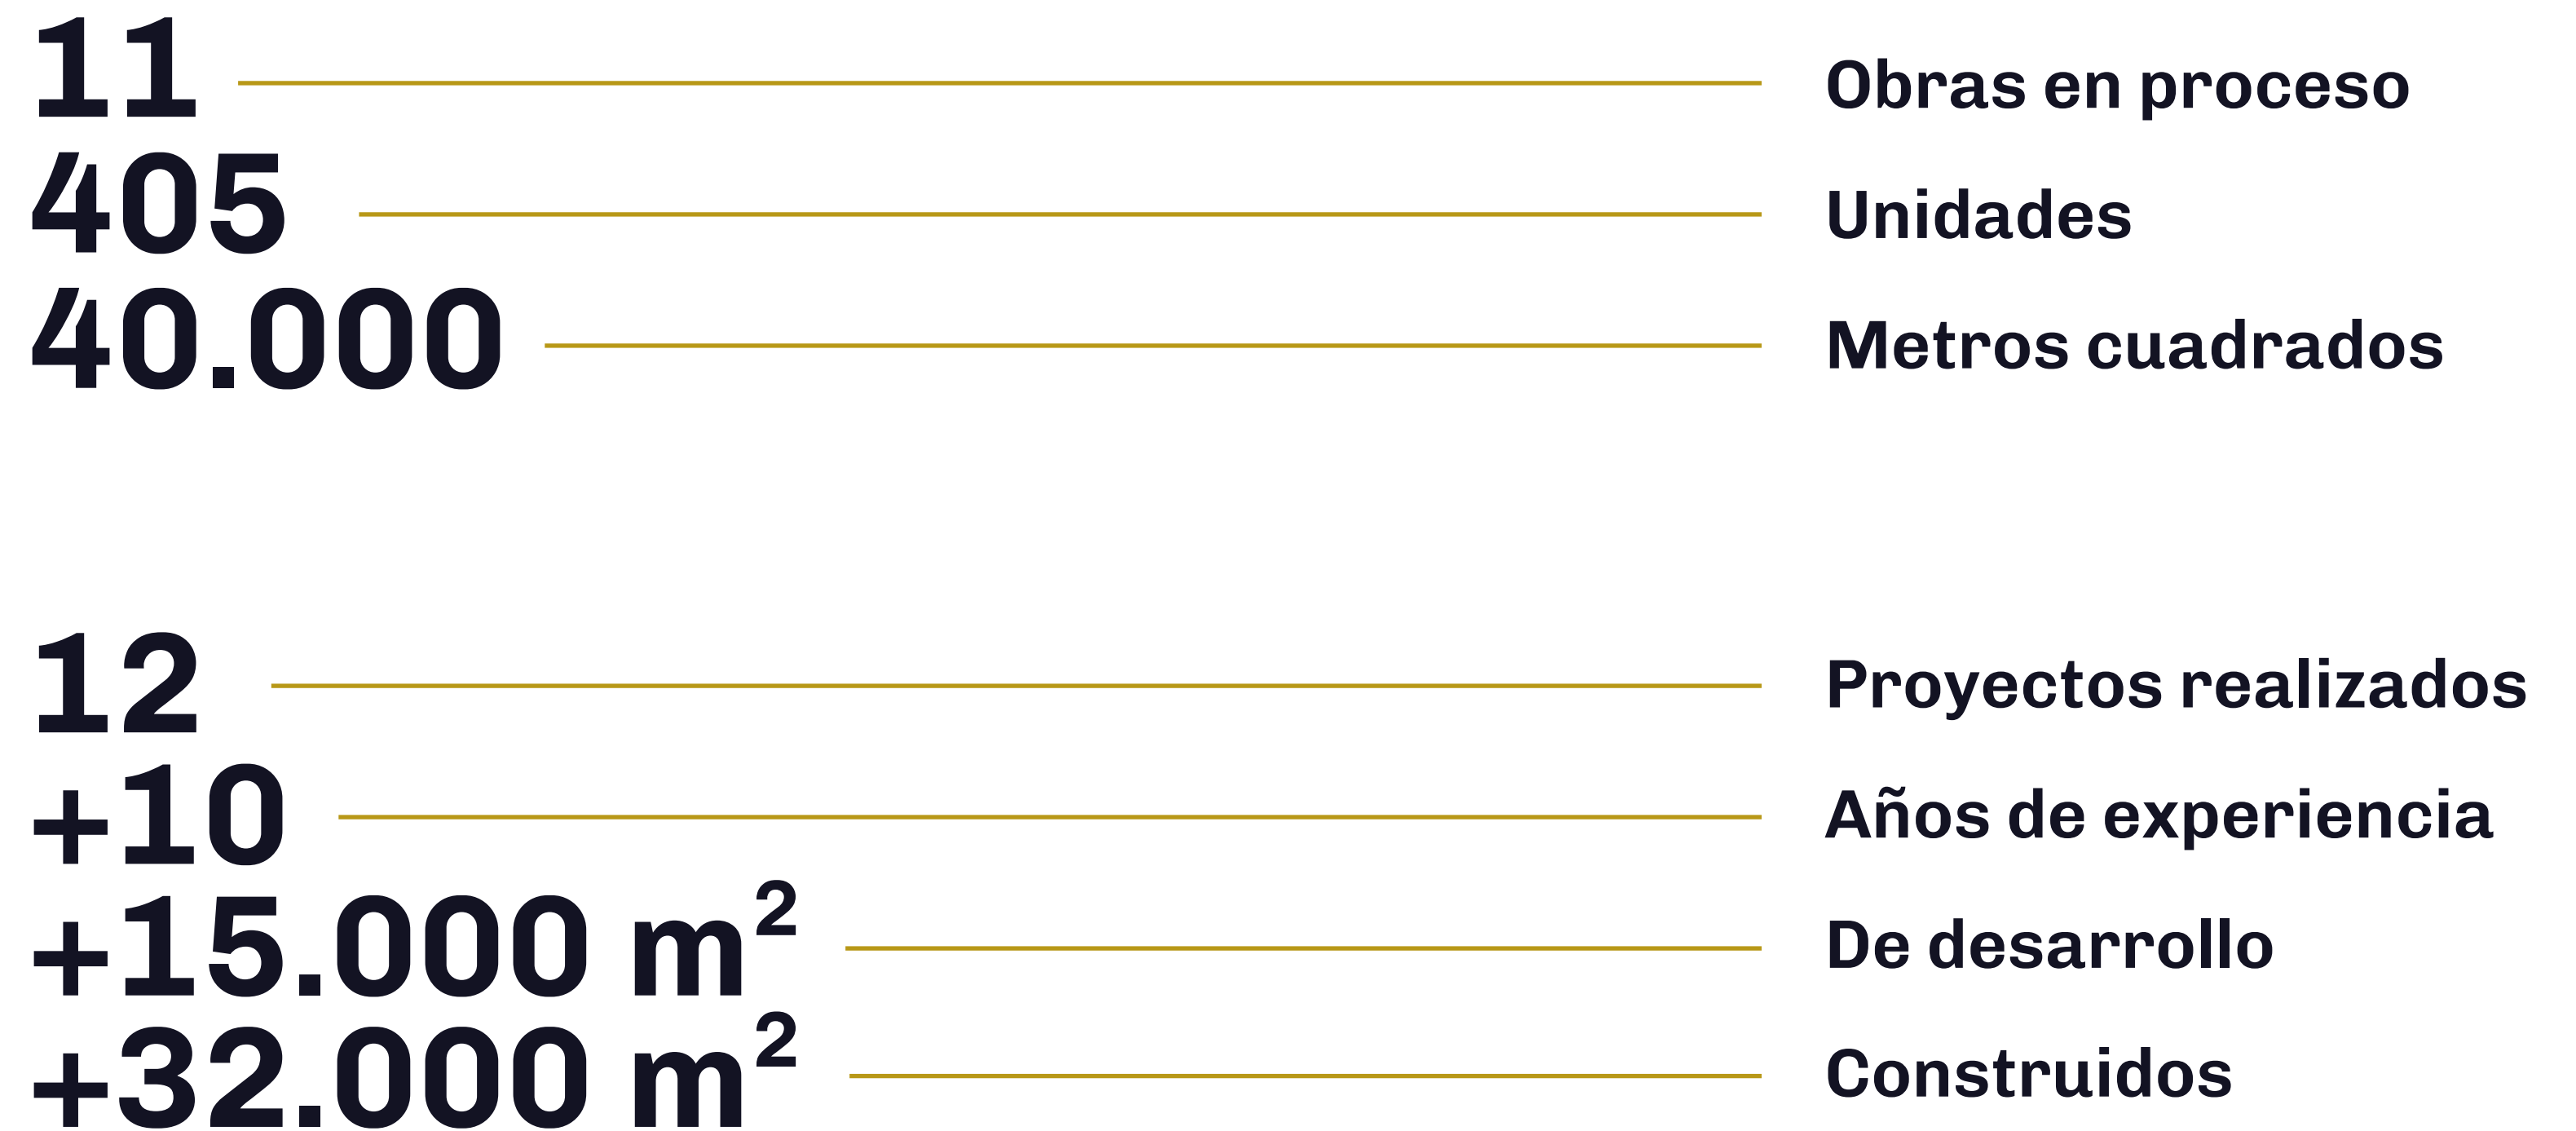 11 Obras en proceso
405 Unidades
40.000 Metros cuadrados
12 Proyectos realizados
+10 Años de experiencia
+15.000 m² De desarrollo
+32.000 m² Construidos